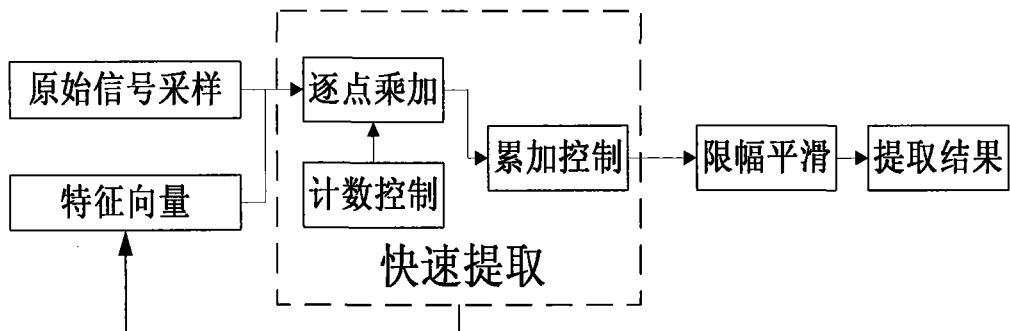 原始信号采样
逐点乘加
累加控制
限幅平滑
提取结果
特征向量
计数控制
快速提取